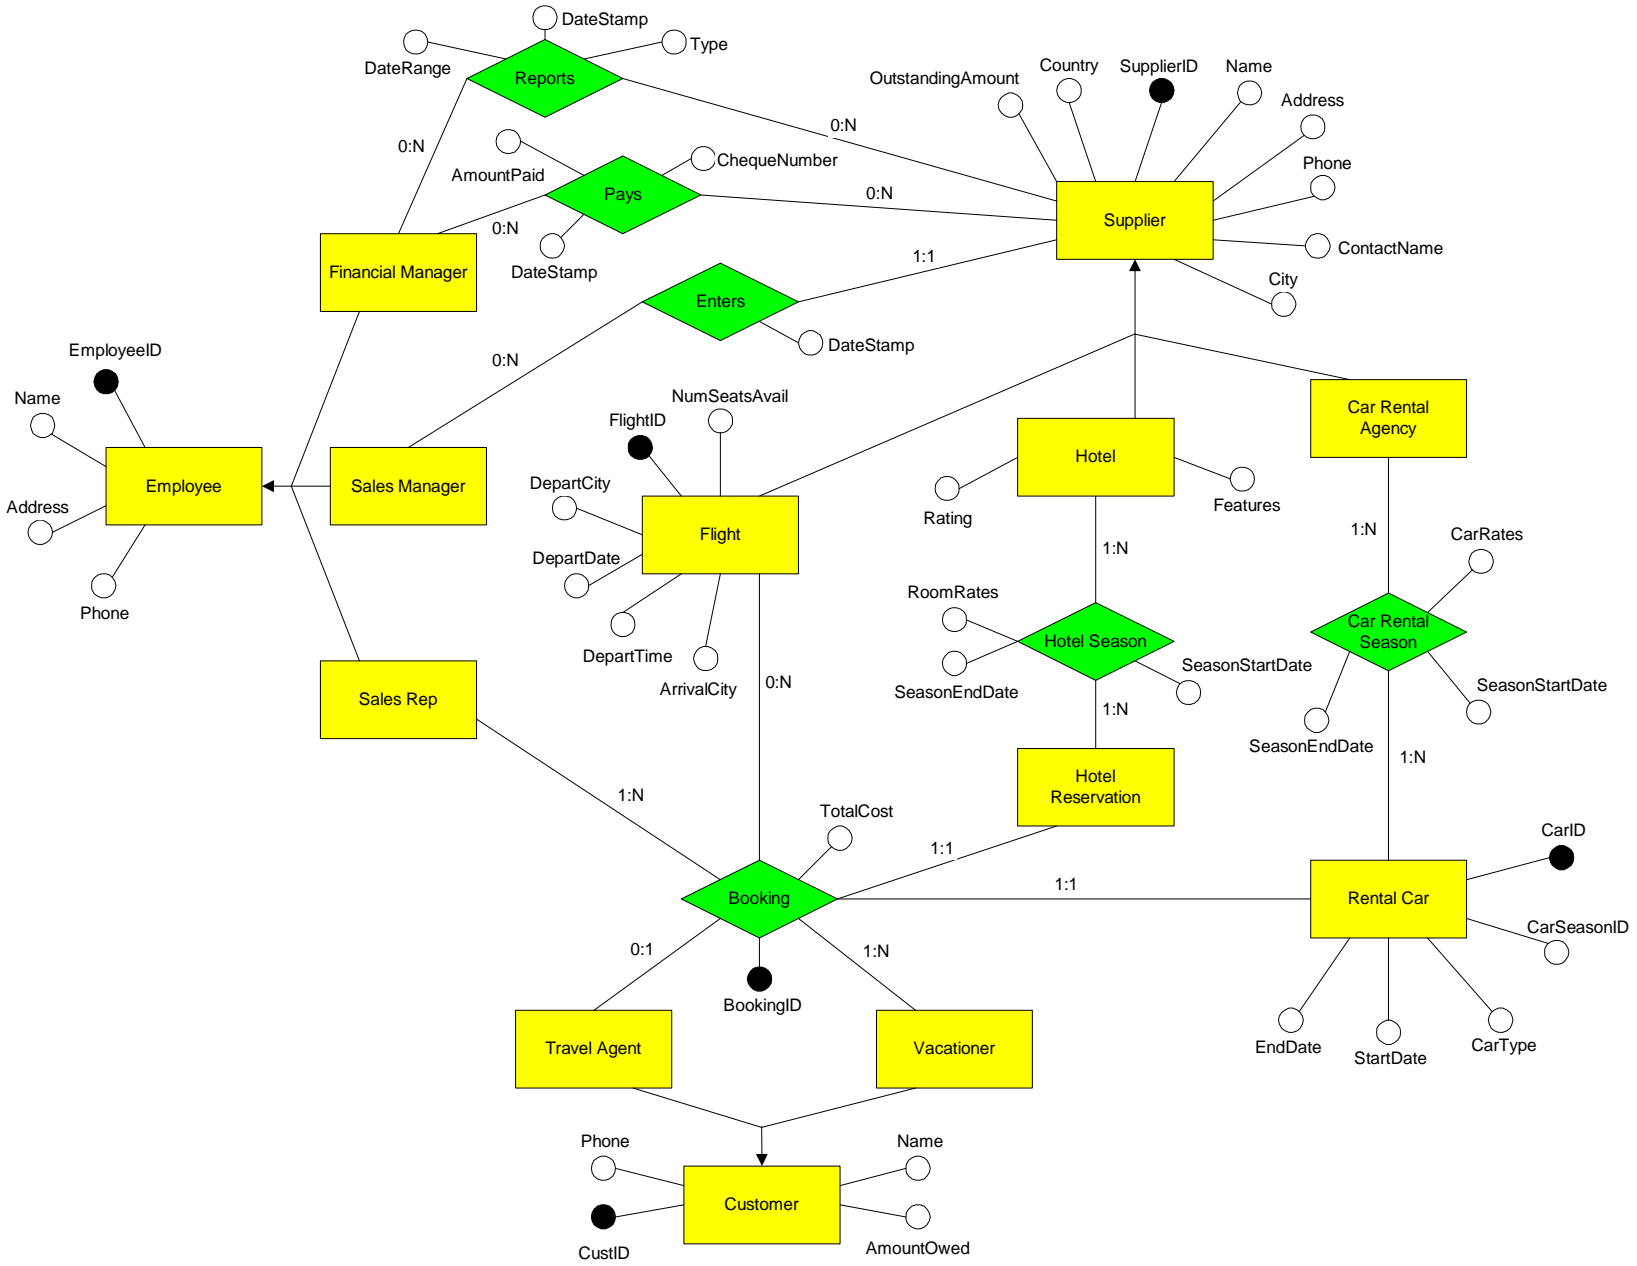 DateStamp
Type
DateRange
Reports
OutstandingAmount
Country
SupplierID
Name
Address
Phone
ContactName
City
Supplier
0:N
0:N
AmountPaid
ChequeNumber
Pays
DateStamp
0:N
0:N
Financial Manager
1:1
Enters
DateStamp
0:N
EmployeeID
Name
Address
Phone
Employee
Sales Manager
Sales Rep
NumSeatsAvail
FlightID
DepartCity
DepartDate
DepartTime
ArrivalCity
Flight
Hotel
Rating
Features
Car Rental
Agency
1:N
1:N
CarRates
RoomRates
Hotel Season
SeasonEndDate
SeasonStartDate
Car Rental
Season
SeasonStartDate
SeasonEndDate
0:N
1:N
1:N
Hotel
Reservation
1:N
TotalCost
1:1
1:1
Booking
BookingID
0:1
1:N
CarID
Rental Car
CarSeasonID
EndDate
StartDate
CarType
Travel Agent
Vacationer
Phone
Name
Customer
CustID
AmountOwed